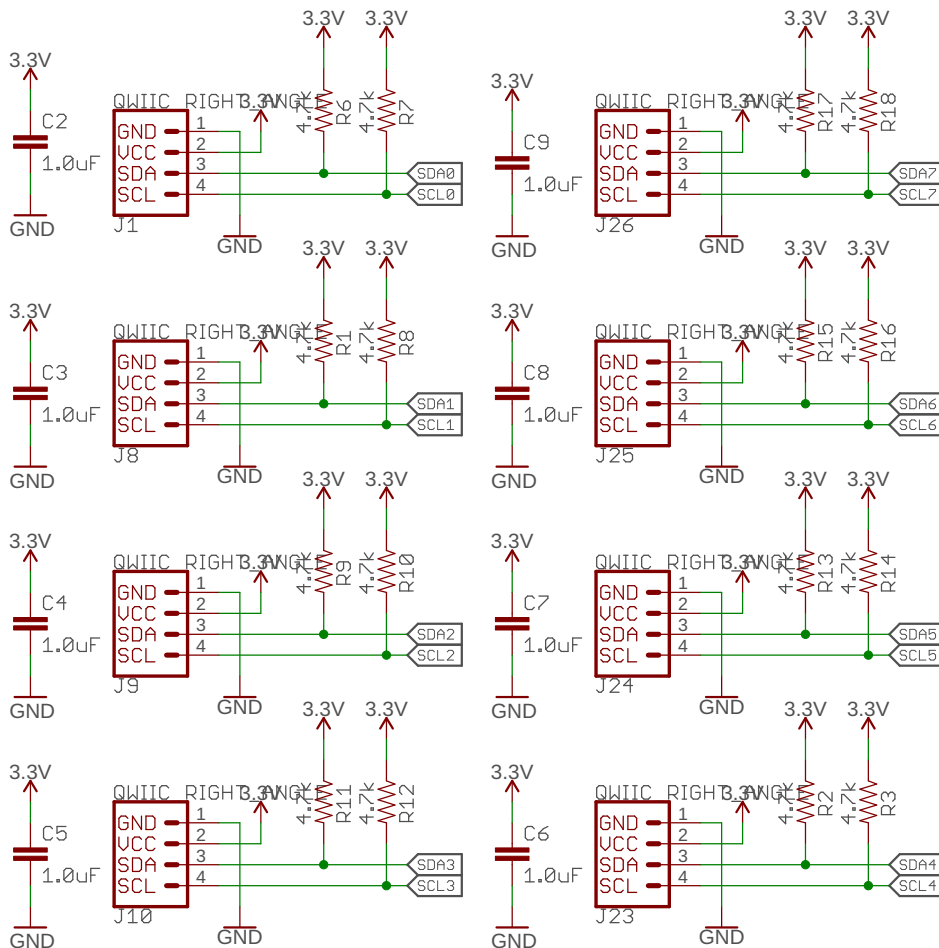 3.3V 3.3V
3.3V
QWIIC RIGHT ANGLE
3.3V
4.7k R6 4.7k R7
C2
1.0uF
GND 1
VCC 2
SDA 3
SCL 4
SDA0
SCL0
J1
GND
GND
3.3V 3.3V
3.3V
QWIIC RIGHT ANGLE
3.3V
4.7k R17 4.7k R18
C9
1.0uF
GND 1
VCC 2
SDA 3
SCL 4
SDA7
SCL7
J26
GND
GND
3.3V 3.3V
3.3V
QWIIC RIGHT ANGLE
3.3V
4.7k R1 4.7k R8
C3
1.0uF
GND 1
VCC 2
SDA 3
SCL 4
SDA1
SCL1
J8
GND
GND
3.3V 3.3V
3.3V
QWIIC RIGHT ANGLE
3.3V
4.7k R15 4.7k R16
C8
1.0uF
GND 1
VCC 2
SDA 3
SCL 4
SDA6
SCL6
J25
GND
GND
3.3V 3.3V
3.3V
QWIIC RIGHT ANGLE
3.3V
4.7k R9 4.7k R10
C4
1.0uF
GND 1
VCC 2
SDA 3
SCL 4
SDA2
SCL2
J9
GND
GND
3.3V 3.3V
3.3V
QWIIC RIGHT ANGLE
3.3V
4.7k R13 4.7k R14
C7
1.0uF
GND 1
VCC 2
SDA 3
SCL 4
SDA5
SCL5
J24
GND
GND
3.3V 3.3V
3.3V
QWIIC RIGHT ANGLE
3.3V
4.7k R11 4.7k R12
C5
1.0uF
GND 1
VCC 2
SDA 3
SCL 4
SDA3
SCL3
J10
GND
GND
3.3V 3.3V
3.3V
QWIIC RIGHT ANGLE
3.3V
4.7k R2 4.7k R3
C6
1.0uF
GND 1
VCC 2
SDA 3
SCL 4
SDA4
SCL4
J23
GND
GND